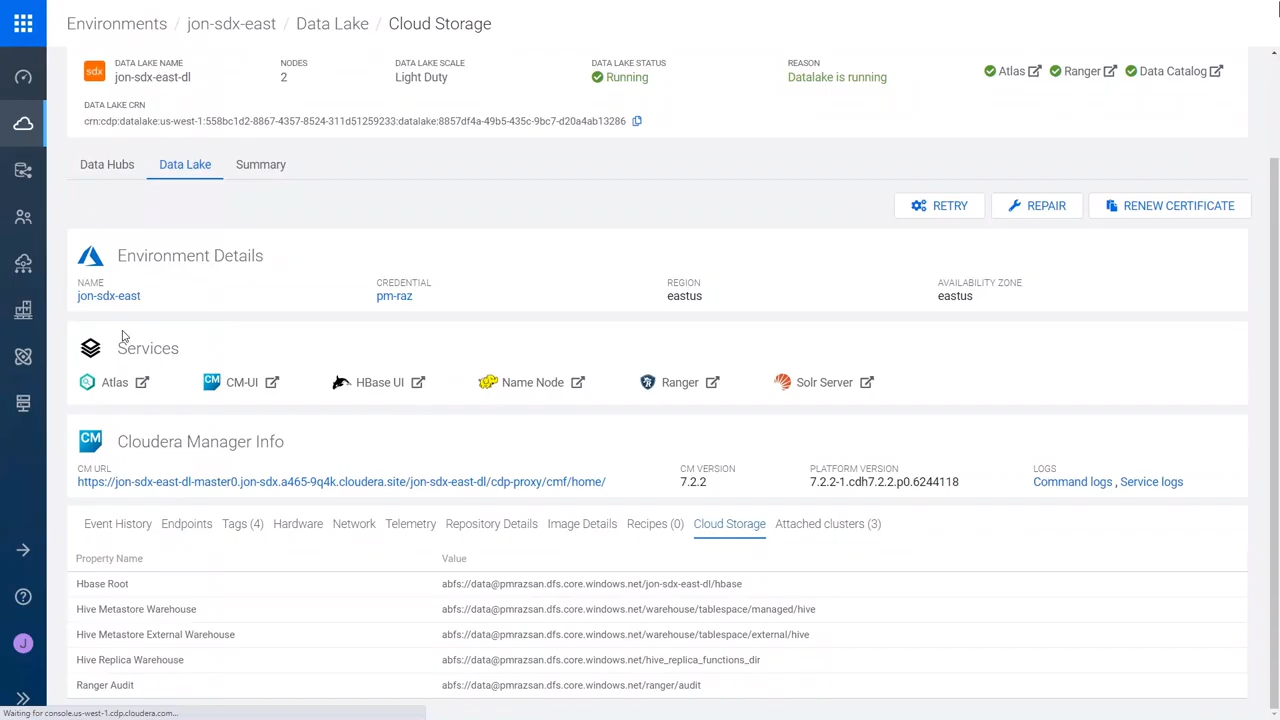 Environments / jon-sdx-east / Data Lake / Cloud Storage
DATA LAKE NAME NODES DATA LAKE SCALE DATA LAKE STATUS REASON
sdx jon-sdx-east-dl 2 Light Duty Running Datalake is running Atlas Ranger Data Catalog
DATA LAKE CRN
crn:cdp:datalake:us-west-1:558bc1d2-8867-4357-8524-311d51259233:datalake:8857df4a-49b5-435c-9bc7-d20a4ab13286
Data Hubs Data Lake Summary
RETRY REPAIR RENEW CERTIFICATE
Environment Details
NAME CREDENTIAL REGION AVAILABILITY ZONE
jon-sdx-east pm-raz eastus eastus
Services
Atlas CM CM-UI HBase UI Name Node Ranger Solr Server
CM Cloudera Manager Info
CM URL CM VERSION PLATFORM VERSION LOGS
https://jon-sdx-east-dl-master0.jon-sdx.a465-9q4k.cloudera.site/jon-sdx-east-dl/cdp-proxy/cmf/home/ 7.2.2 7.2.2-1.cdh7.2.2.p0.6244118 Command logs , Service logs
Event History Endpoints Tags (4) Hardware Network Telemetry Repository Details Image Details Recipes (0) Cloud Storage Attached clusters (3)
Property Name Value
Hbase Root abfs://data@pmrazsan.dfs.core.windows.net/jon-sdx-east-dl/hbase
Hive Metastore Warehouse abfs://data@pmrazsan.dfs.core.windows.net/warehouse/tablespace/managed/hive
Hive Metastore External Warehouse abfs://data@pmrazsan.dfs.core.windows.net/warehouse/tablespace/external/hive
Hive Replica Warehouse abfs://data@pmrazsan.dfs.core.windows.net/hive_replica_functions_dir
J Ranger Audit abfs://data@pmrazsan.dfs.core.windows.net/ranger/audit
Waiting for console.us-west-1.cdp.cloudera.com...